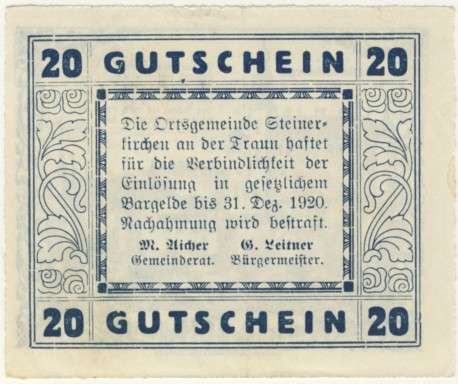 20 GUTSCHEIN 20
Die Ortsgemeinde Steiner-
kirchen an der Traun haftet
für die Verbindlichkeit der
Einlösung in gesetzlichem
Bargelde bis 31. Dez. 1920.
Nachahmung wird bestraft.
M. Aicher G. Leitner
Gemeinderat. Bürgermeister.
20 GUTSCHEIN 20